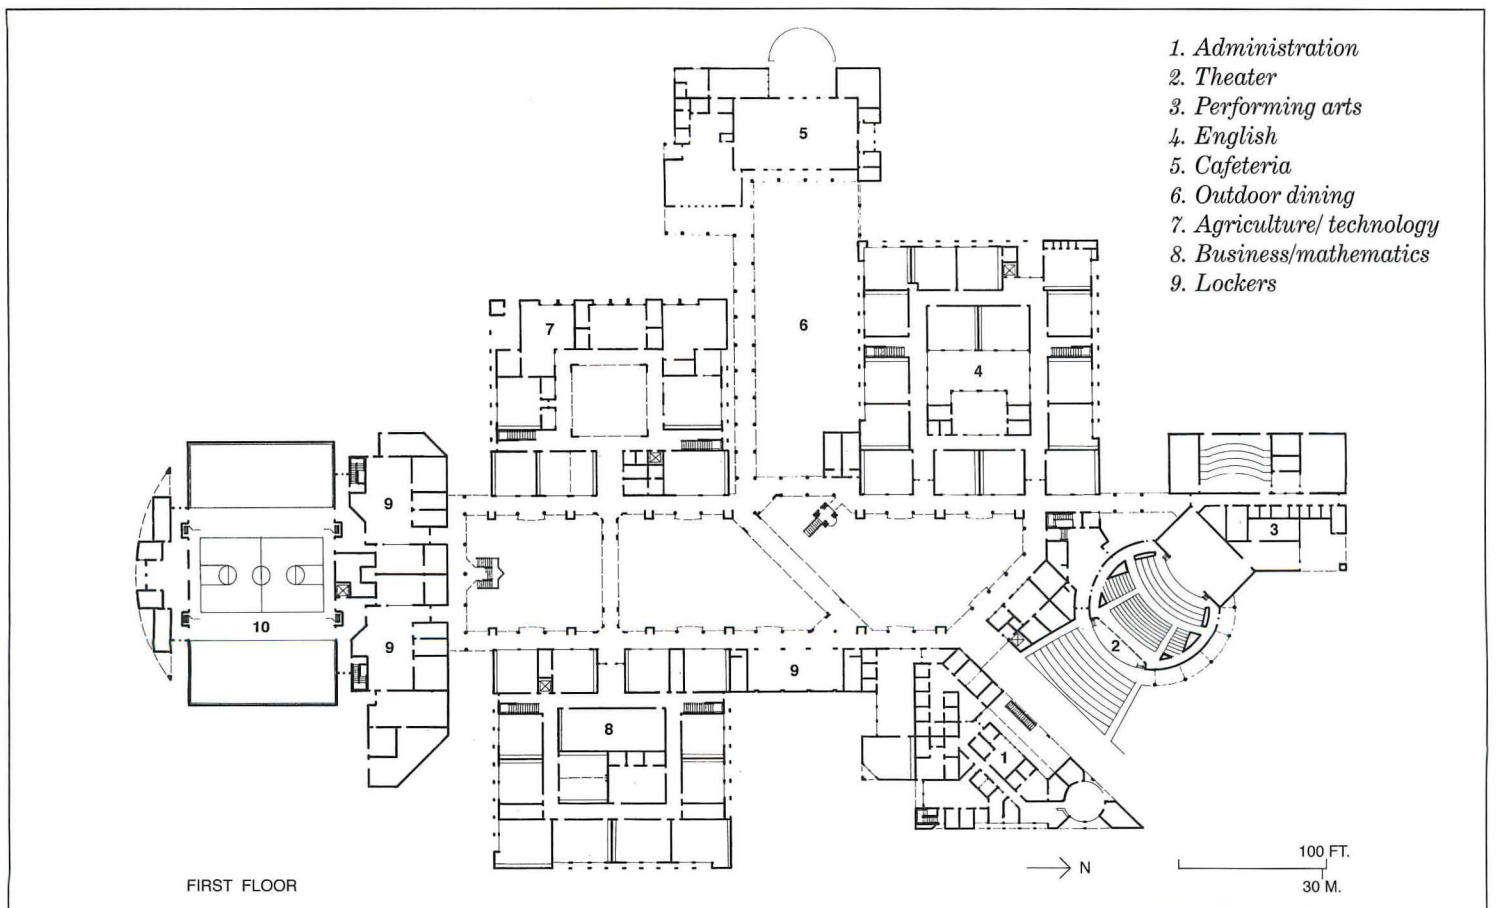 1. Administration
2. Theater
3. Performing arts
4. English
5. Cafeteria
6. Outdoor dining
7. Agriculture/ technology
8. Business/mathematics
9. Lockers
5
6
7
4
9
3
10
9
9
2
8
1
N
100 FT.
30 M.
FIRST FLOOR